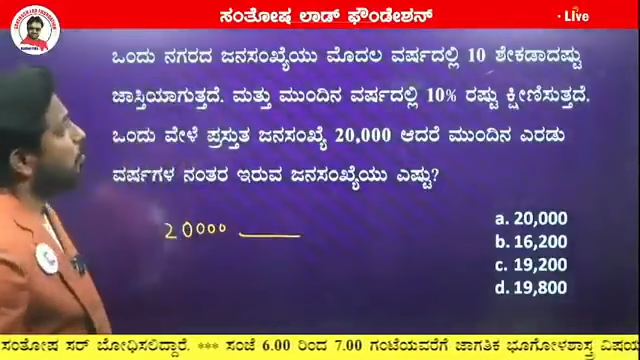 ಸಂತೋಷ ಲಾಡ್ ಫೌಂಡೇಶನ್
Live
ಒಂದು ನಗರದ ಜನಸಂಖ್ಯೆಯು ಮೊದಲ ವರ್ಷದಲ್ಲಿ 10 ಶೇಕಡಾದಷ್ಟು
ಜಾಸ್ತಿಯಾಗುತ್ತದೆ. ಮತ್ತು ಮುಂದಿನ ವರ್ಷದಲ್ಲಿ 10% ರಷ್ಟು ಕ್ಷೀಣಿಸುತ್ತದೆ.
ಒಂದು ವೇಳೆ ಪ್ರಸ್ತುತ ಜನಸಂಖ್ಯೆ 20,000 ಆದರೆ ಮುಂದಿನ ಎರಡು
ವರ್ಷಗಳ ನಂತರ ಇರುವ ಜನಸಂಖ್ಯೆಯು ಎಷ್ಟು?
20000
a. 20,000
b. 16,200
c. 19,200
d. 19,800
ಸಂತೋಷ ಸರ್ ಬೋಧಿಸಲಿದ್ದಾರೆ. *** ಸಂಜೆ 6.00 ರಿಂದ 7.00 ಗಂಟೆಯವರೆಗೆ ಜಾಗತಿಕ ಭೂಗೋಳಶಾಸ್ತ್ರ ವಿಷಯ